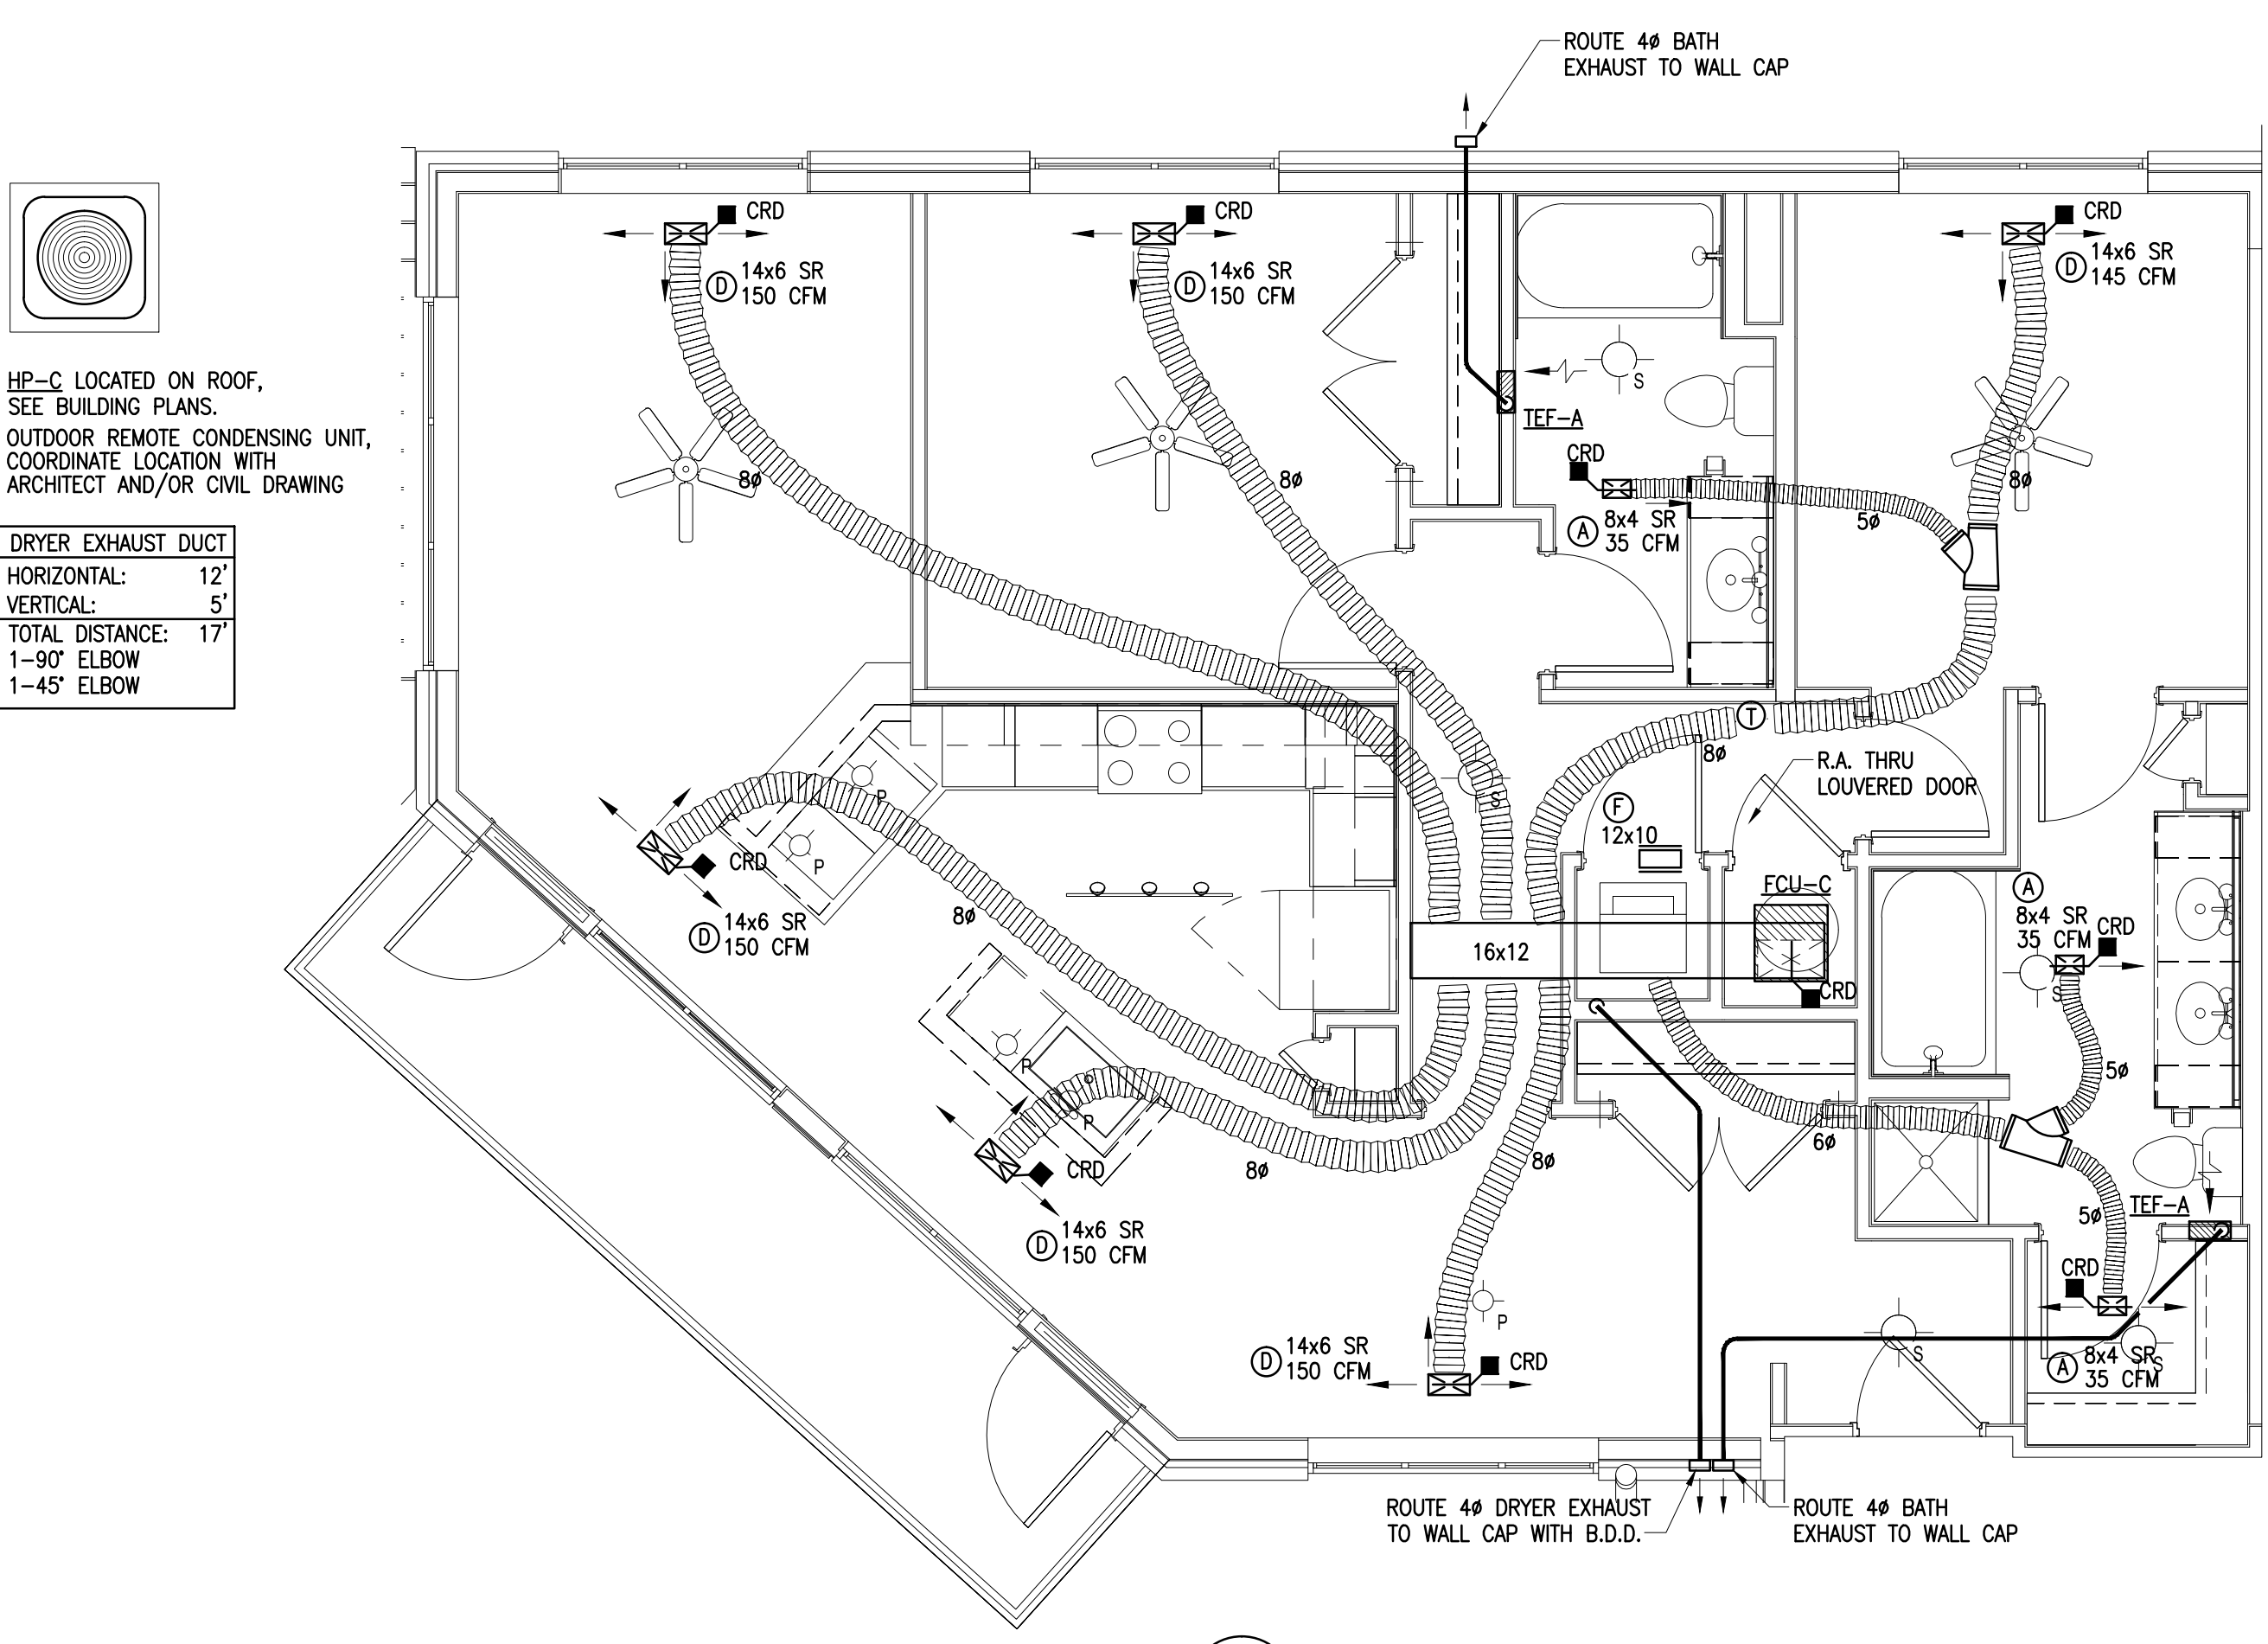 ROUTE 4ø BATH
EXHAUST TO WALL CAP
CRD
14x6 SR
D
150 CFM
CRD
14x6 SR
D
150 CFM
CRD
14x6 SR
D
145 CFM
HP-C LOCATED ON ROOF,
SEE BUILDING PLANS.
OUTDOOR REMOTE CONDENSING UNIT,
COORDINATE LOCATION WITH
ARCHITECT AND/OR CIVIL DRAWING
DRYER EXHAUST DUCT
HORIZONTAL: 12'
VERTICAL: 5'
TOTAL DISTANCE: 17'
1-90° ELBOW
1-45° ELBOW
S
TEF-A
CRD
8x4 SR
A
35 CFM
8ø
8ø
8ø
5ø
T
8ø
R.A. THRU
LOUVERED DOOR
S
P
P
F
12x10
CRD
14x6 SR
D
150 CFM
8ø
FCU-C
16x12
CRD
A
8x4 SR
35 CFM
CRD
S
5ø
P
P
CRD
14x6 SR
D
150 CFM
8ø
8ø
6ø
5ø
TEF-A
CRD
P
14x6 SR
D
150 CFM
CRD
S
8x4 SR
A
35 CFM
S
ROUTE 4ø DRYER EXHAUST
TO WALL CAP WITH B.D.D.
ROUTE 4ø BATH
EXHAUST TO WALL CAP